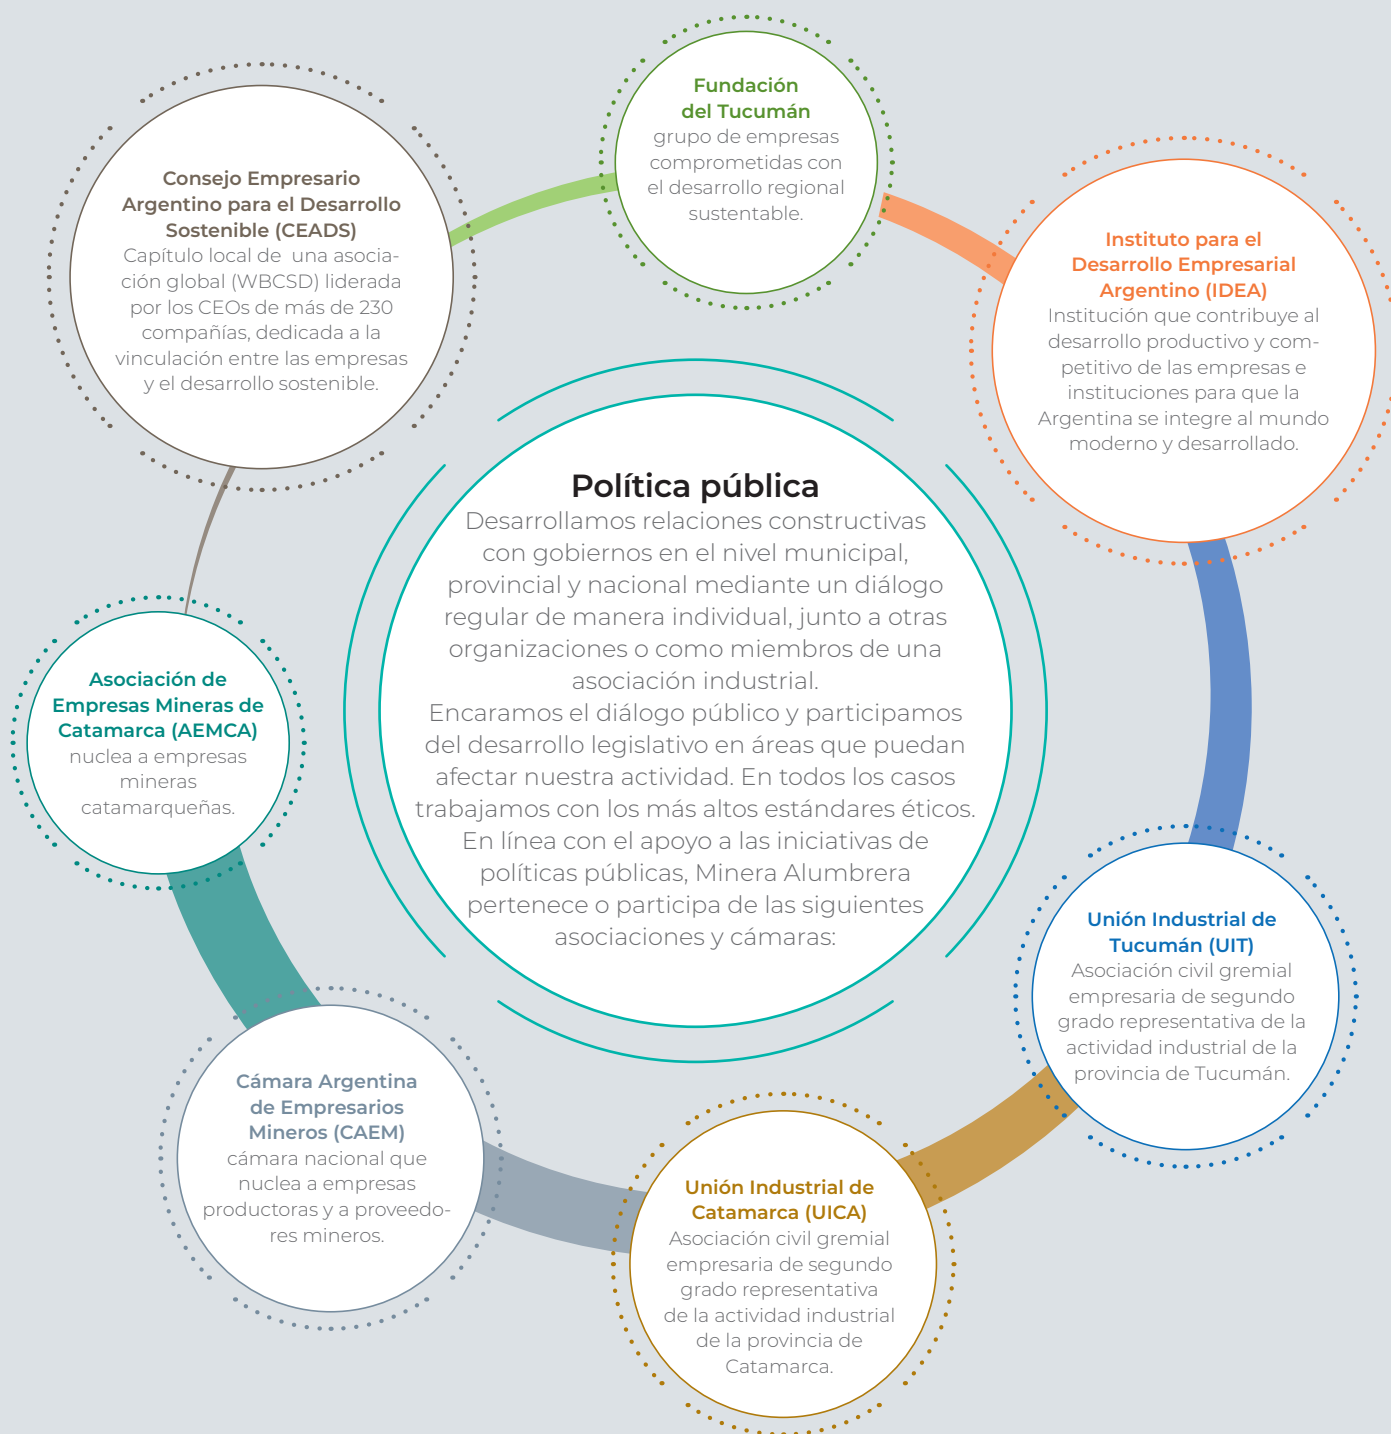 Fundación
del Tucumán
grupo de empresas
comprometidas con
el desarrollo regional
sustentable.
Consejo Empresario
Argentino para el Desarrollo
Sostenible (CEADS)
Capítulo local de  una asocia-
ción global (WBCSD) liderada
por los CEOs de más de 230
compañías, dedicada a la
vinculación entre las empresas
y el desarrollo sostenible.
Instituto para el
Desarrollo Empresarial
Argentino (IDEA)
Institución que contribuye al
desarrollo productivo y com-
petitivo de las empresas e
instituciones para que la
Argentina se integre al mundo
moderno y desarrollado.
Política pública
Desarrollamos relaciones constructivas
con gobiernos en el nivel municipal,
provincial y nacional mediante un diálogo
regular de manera individual, junto a otras
organizaciones o como miembros de una
asociación industrial.
Encaramos el diálogo público y participamos
del desarrollo legislativo en áreas que puedan
afectar nuestra actividad. En todos los casos
trabajamos con los más altos estándares éticos.
En línea con el apoyo a las iniciativas de
políticas públicas, Minera Alumbrera
pertenece o participa de las siguientes
asociaciones y cámaras:
Asociación de
Empresas Mineras de
Catamarca (AEMCA)
nuclea a empresas
mineras
catamarqueñas.
Unión Industrial de
Tucumán (UIT)
Asociación civil gremial
empresaria de segundo
grado representativa de la
actividad industrial de la
provincia de Tucumán.
Cámara Argentina
de Empresarios
Mineros (CAEM)
cámara nacional que
nuclea a empresas
productoras y a proveedo-
res mineros.
Unión Industrial de
Catamarca (UICA)
Asociación civil gremial
empresaria de segundo
grado representativa
de la actividad industrial
de la provincia de
Catamarca.